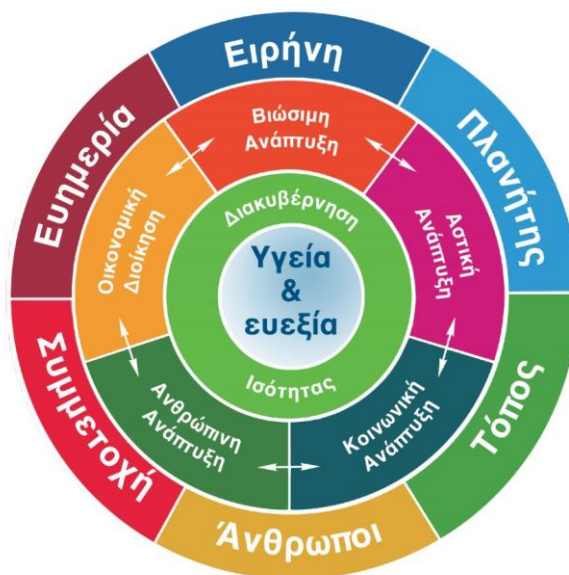 Ειρήνη
Πλανήτης
Τόπος
Άνθρωποι
Συμμετοχή
Ευημερία
Βιώσιμη
Ανάπτυξη
Αστική
Ανάπτυξη
Κοινωνική
Ανάπτυξη
Ανθρώπινη
Ανάπτυξη
Οικονομική
Διοίκηση
Διακυβέρνηση
Ισότητας
Υγεία
&
ευεξία